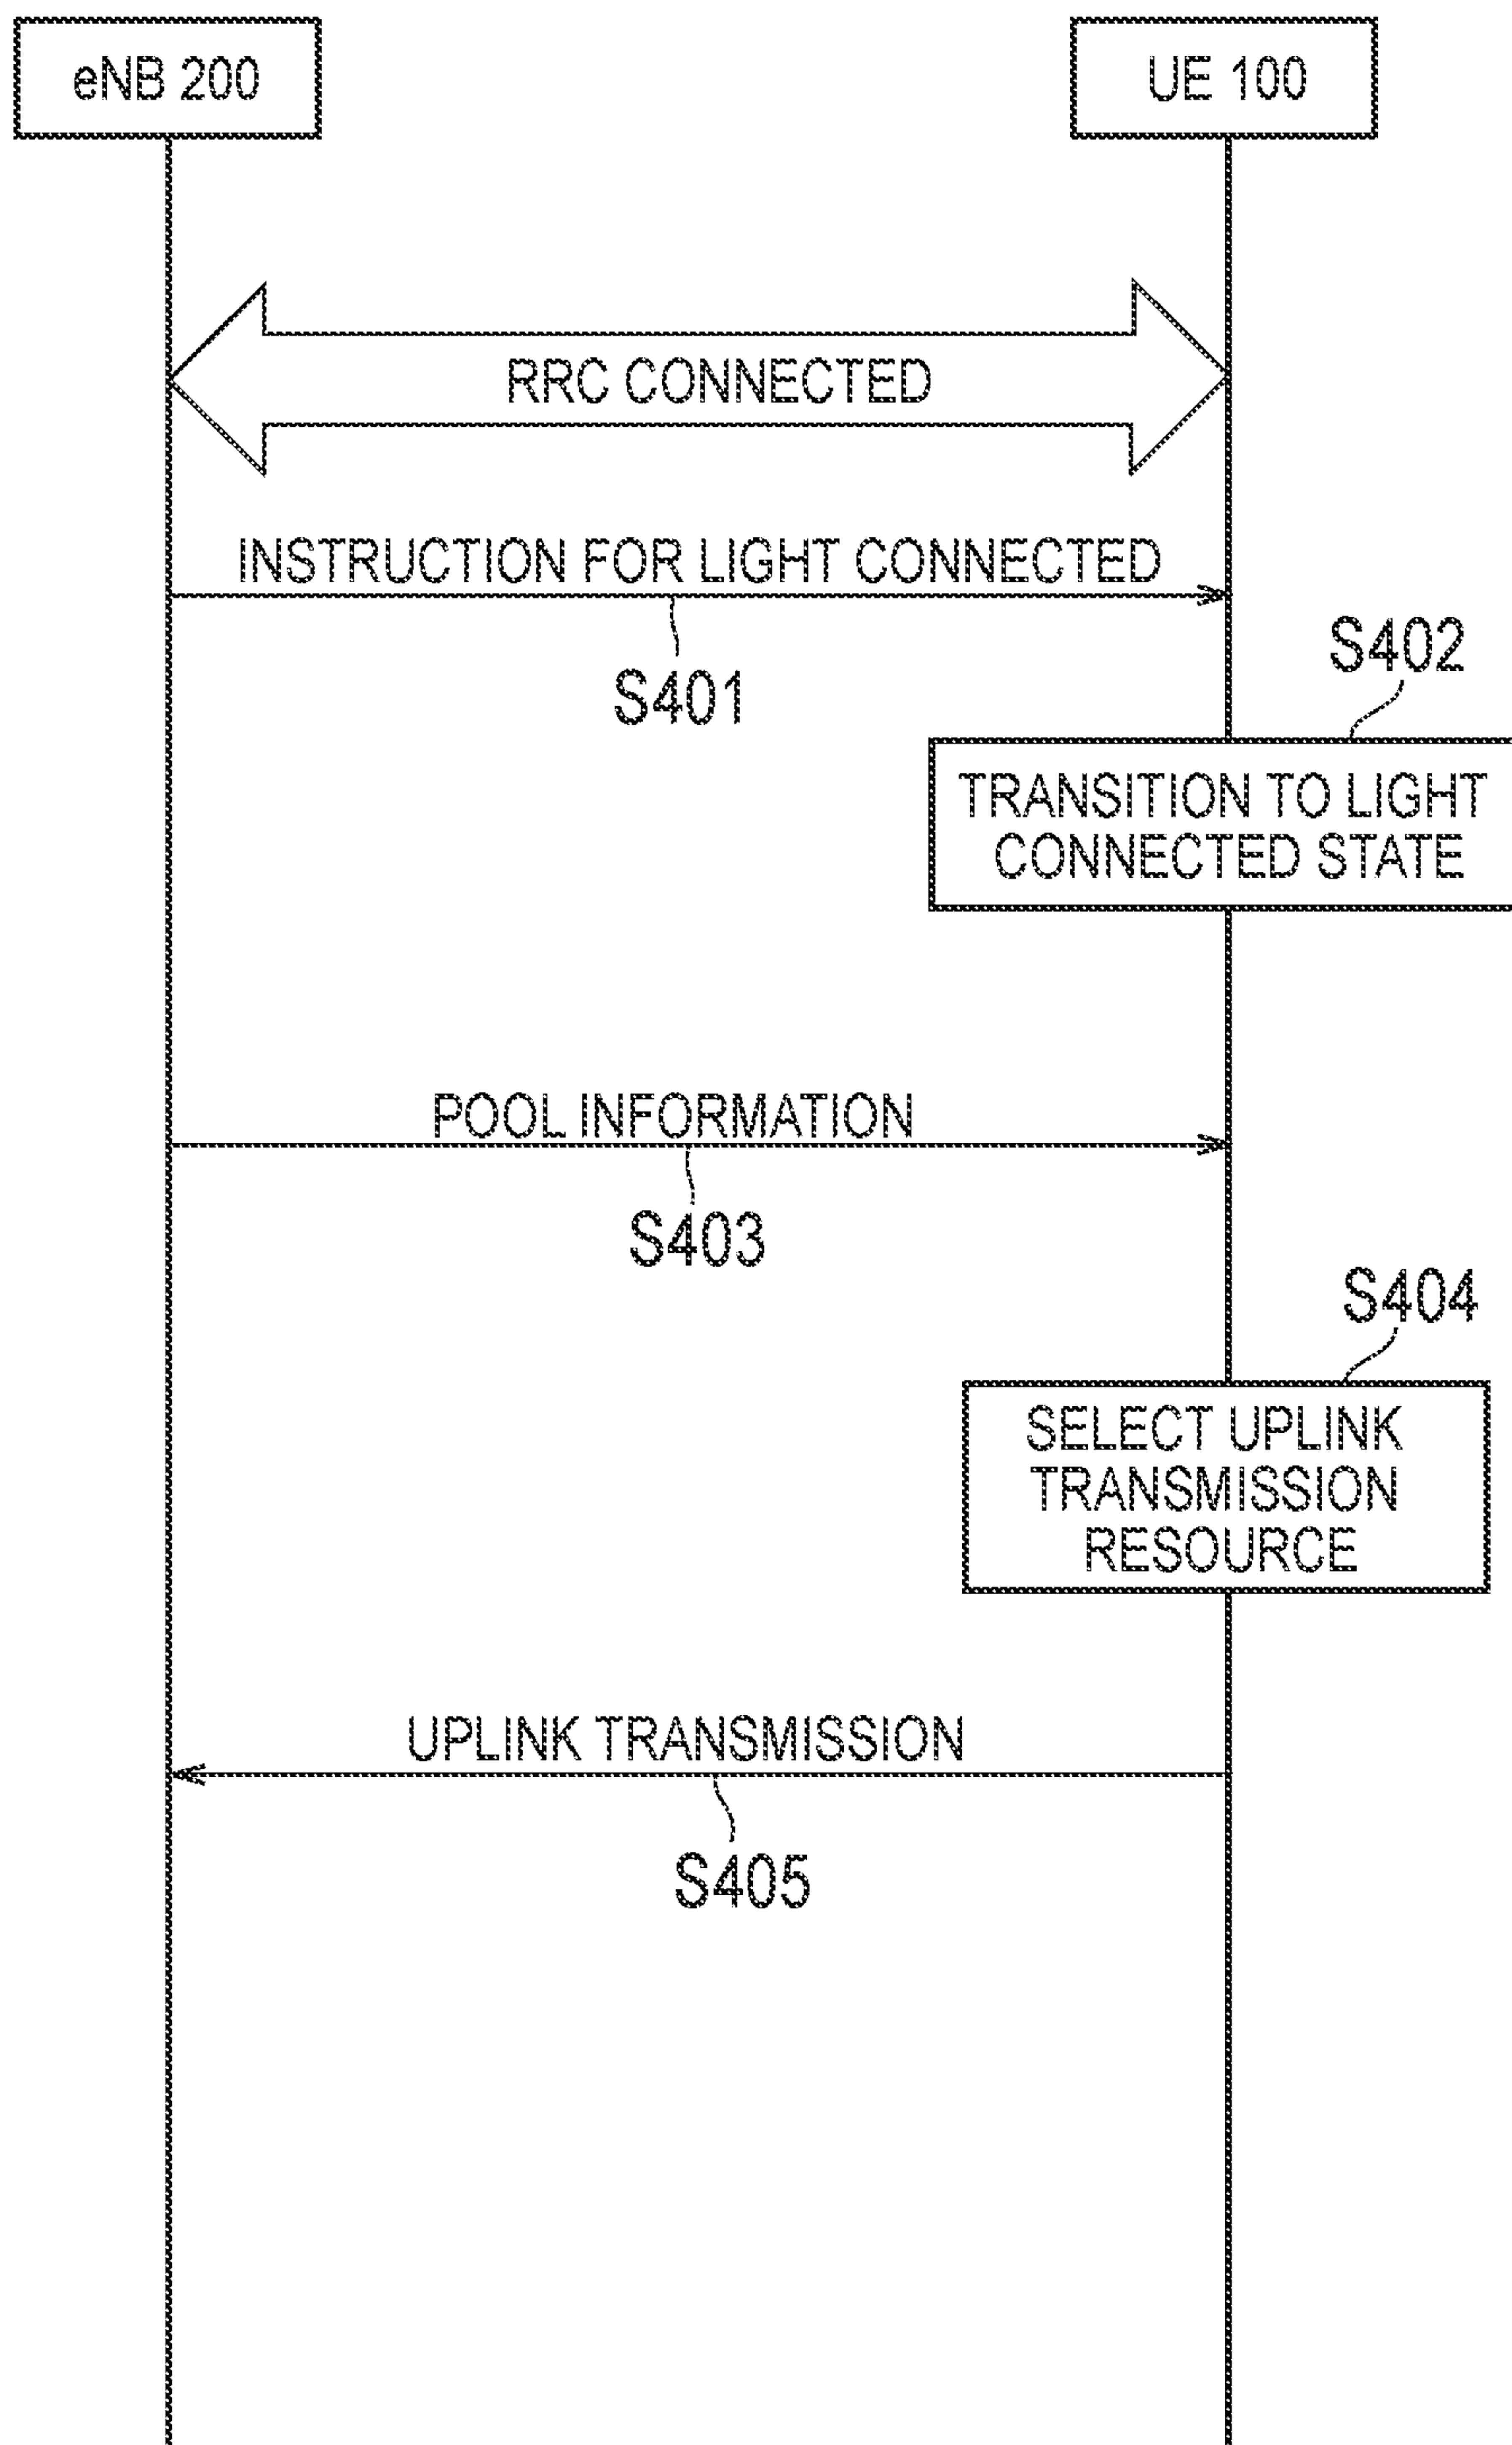 eNB 200
UE 100
RRC CONNECTED
INSTRUCTION FOR LIGHT CONNECTED
S401
S402
TRANSITION TO LIGHT
CONNECTED STATE
POOL INFORMATION
S403
S404
SELECT UPLINK
TRANSMISSION
RESOURCE
UPLINK TRANSMISSION
S405